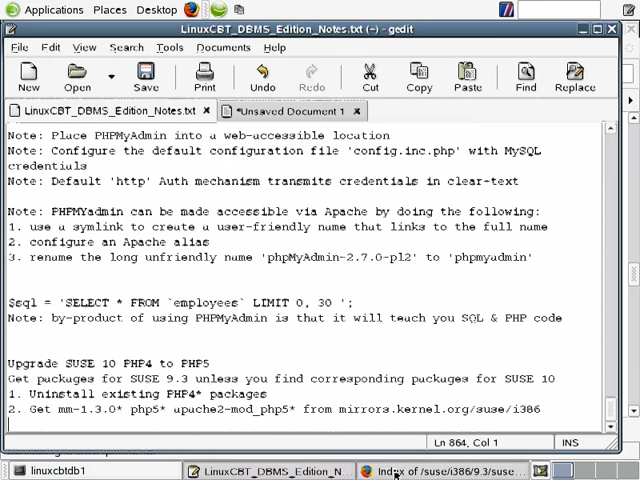 Applications Places Desktop
LinuxCBT_DBMS_Edition_Notes.txt (~) - gedit
File Edit View Search Tools Documents Help
New Open Save Print Undo Redo Cut Copy Paste Find Replace
LinuxCBT_DBMS_Edition_Notes.txt *Unsaved Document 1
Note: Place PHPMyAdmin into a web-accessible location
Note: Configure the default configuration file 'config.inc.php' with MySQL
credentials
Note: Default 'http' Auth mechanism transmits credentials in clear-text
Note: PHPMYadmin can be made accessible via Apache by doing the following:
1. use a symlink to create a user-friendly name that links to the full name
2. configure an Apache alias
3. rename the long unfriendly name 'phpMyAdmin-2.7.0-pl2' to 'phpmyadmin'
$sql = 'SELECT * FROM `employees` LIMIT 0, 30 ';
Note: by-product of using PHPMyAdmin is that it will teach you SQL & PHP code
Upgrade SUSE 10 PHP4 to PHP5
Get packages for SUSE 9.3 unless you find corresponding packages for SUSE 10
1. Uninstall existing PHP4* packages
2. Get mm-1.3.0* php5* apache2-mod_php5* from mirrors.kernel.org/suse/i386
Ln 864, Col 1 INS
linuxcbtdb1 LinuxCBT_DBMS_Edition_N... Index of /suse/i386/9.3/suse...